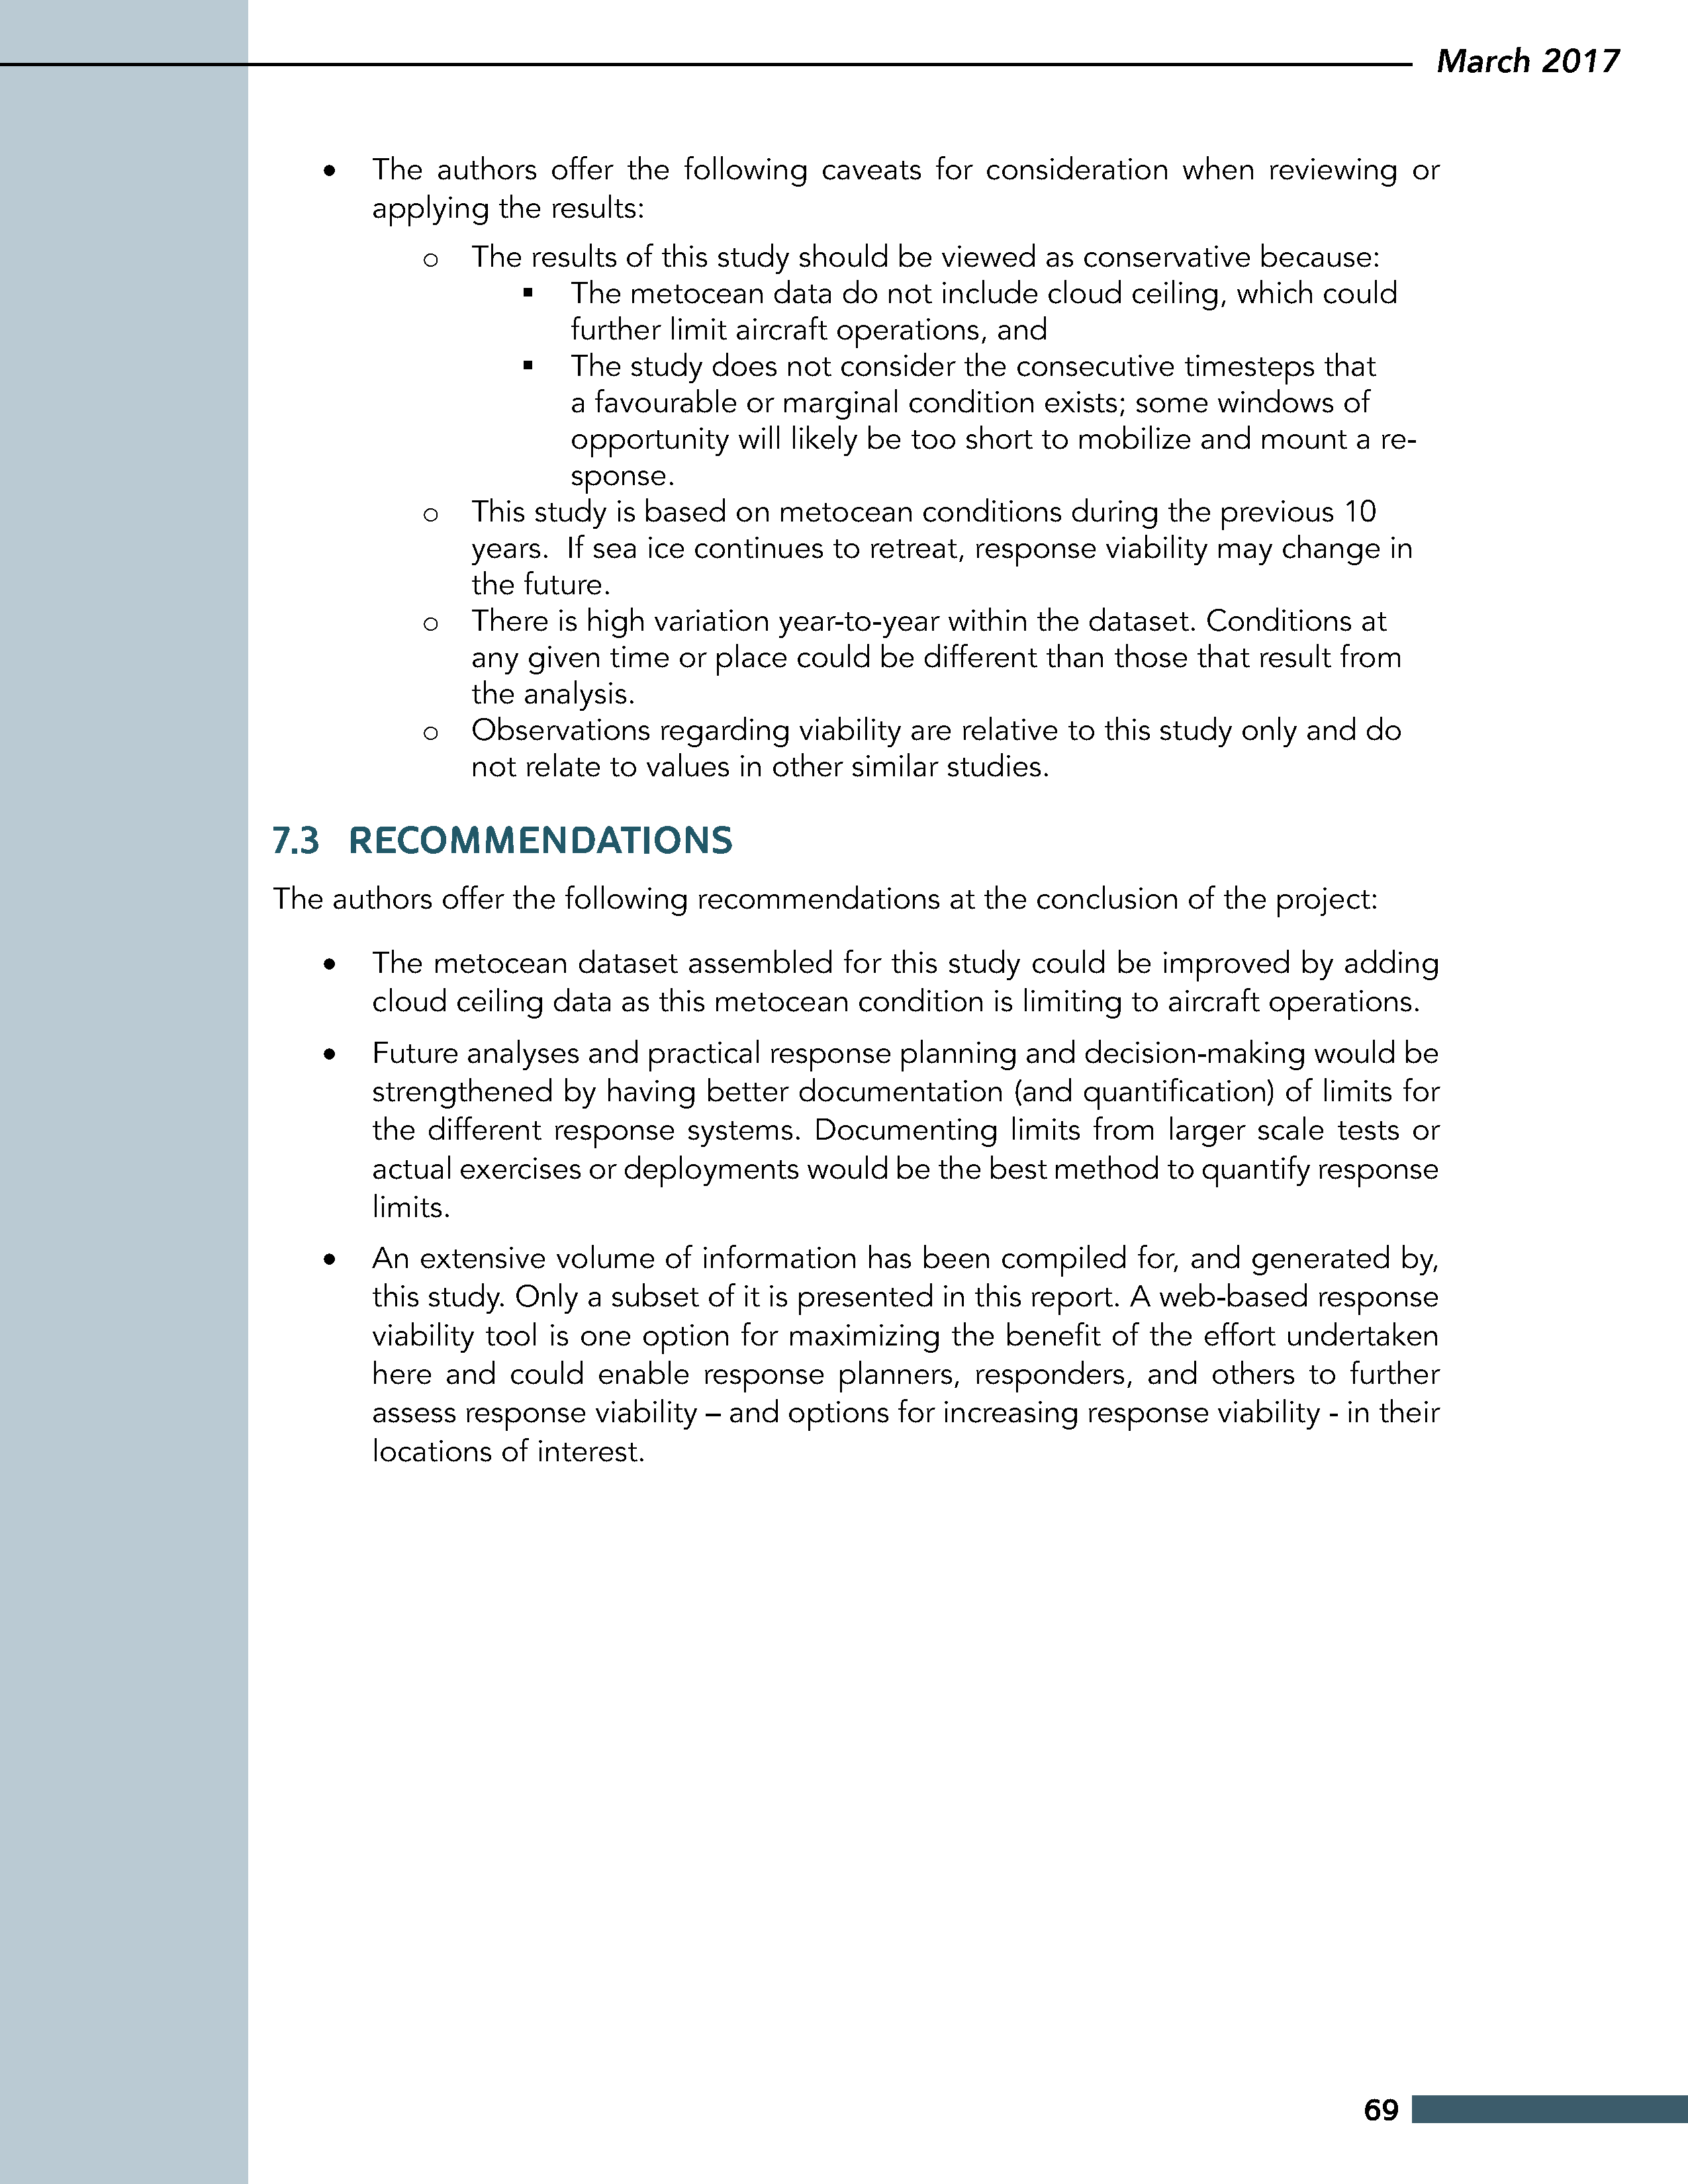 March 2017
• The authors offer the following caveats for consideration when reviewing or
applying the results:
o The results of this study should be viewed as conservative because:
▪ The metocean data do not include cloud ceiling, which could
further limit aircraft operations, and
▪ The study does not consider the consecutive timesteps that
a favourable or marginal condition exists; some windows of
opportunity will likely be too short to mobilize and mount a re-
sponse.
o This study is based on metocean conditions during the previous 10
years.  If sea ice continues to retreat, response viability may change in
the future.
o There is high variation year-to-year within the dataset. Conditions at
any given time or place could be different than those that result from
the analysis.
o Observations regarding viability are relative to this study only and do
not relate to values in other similar studies.
7.3 RECOMMENDATIONS
The authors offer the following recommendations at the conclusion of the project:
• The metocean dataset assembled for this study could be improved by adding
cloud ceiling data as this metocean condition is limiting to aircraft operations.
• Future analyses and practical response planning and decision-making would be
strengthened by having better documentation (and quantification) of limits for
the different response systems. Documenting limits from larger scale tests or
actual exercises or deployments would be the best method to quantify response
limits.
• An extensive volume of information has been compiled for, and generated by,
this study. Only a subset of it is presented in this report. A web-based response
viability tool is one option for maximizing the benefit of the effort undertaken
here and could enable response planners, responders, and others to further
assess response viability – and options for increasing response viability - in their
locations of interest.
69